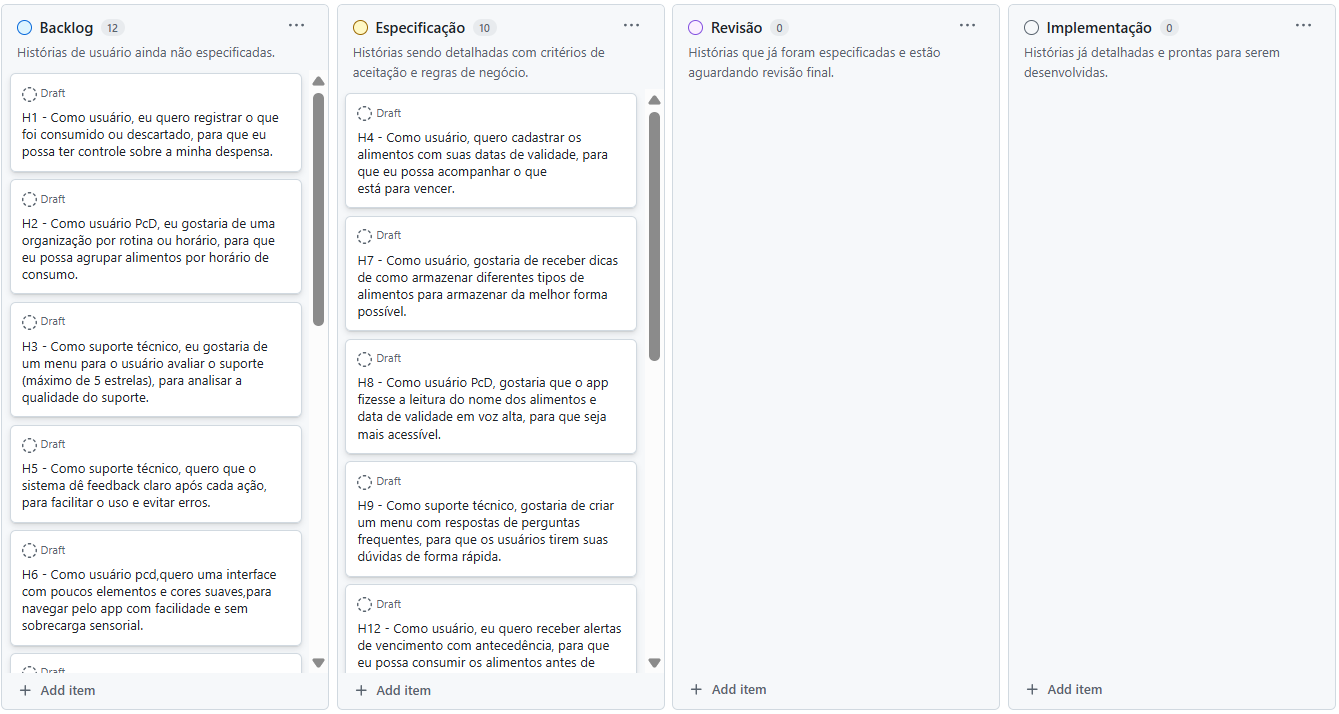 Backlog 12
Histórias de usuário ainda não especificadas.
Draft
H1 - Como usuário, eu quero registrar o que
foi consumido ou descartado, para que eu
possa ter controle sobre a minha despensa.
Draft
H2 - Como usuário PcD, eu gostaria de uma
organização por rotina ou horário, para que
eu possa agrupar alimentos por horário de
consumo.
Draft
H3 - Como suporte técnico, eu gostaria de
um menu para o usuário avaliar o suporte
(máximo de 5 estrelas), para analisar a
qualidade do suporte.
Draft
H5 - Como suporte técnico, quero que o
sistema dê feedback claro após cada ação,
para facilitar o uso e evitar erros.
Draft
H6 - Como usuário pcd,quero uma interface
com poucos elementos e cores suaves,para
navegar pelo app com facilidade e sem
sobrecarga sensorial.
Draft
+ Add item
Especificação 10
Histórias sendo detalhadas com critérios de
aceitação e regras de negócio.
Draft
H4 - Como usuário, quero cadastrar os
alimentos com suas datas de validade, para
que eu possa acompanhar o que
está para vencer.
Draft
H7 - Como usuário, gostaria de receber dicas
de como armazenar diferentes tipos de
alimentos para armazenar da melhor forma
possível.
Draft
H8 - Como usuário PcD, gostaria que o app
fizesse a leitura do nome dos alimentos e
data de validade em voz alta, para que seja
mais acessível.
Draft
H9 - Como suporte técnico, gostaria de criar
um menu com respostas de perguntas
frequentes, para que os usuários tirem suas
dúvidas de forma rápida.
Draft
H12 - Como usuário, eu quero receber alertas
de vencimento com antecedência, para que
eu possa consumir os alimentos antes de
+ Add item
Revisão 0
Histórias que já foram especificadas e estão
aguardando revisão final.
+ Add item
Implementação 0
Histórias já detalhadas e prontas para serem
desenvolvidas.
+ Add item